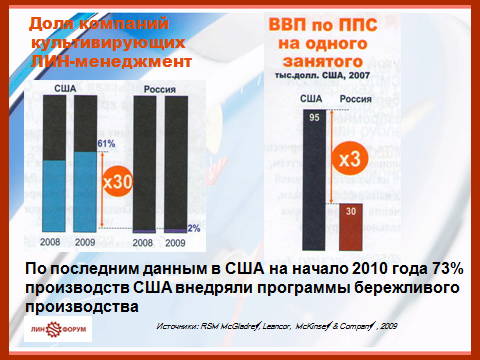 Доли компаний
культивирующих
ЛИН-менеджмент
США
Россия
61%
x30
2%
2008
2009
2008
2009
ВВП по ППС
на одного
занятого
тыс.долл. США, 2007
США
Россия
95
x3
30
По последним данным в США на начало 2010 года 73%
производств США внедряли программы бережливого
производства
ЛИН ФОРУМ
Источники: RSM McGladrey, Leancor, McKinsey & Company , 2009